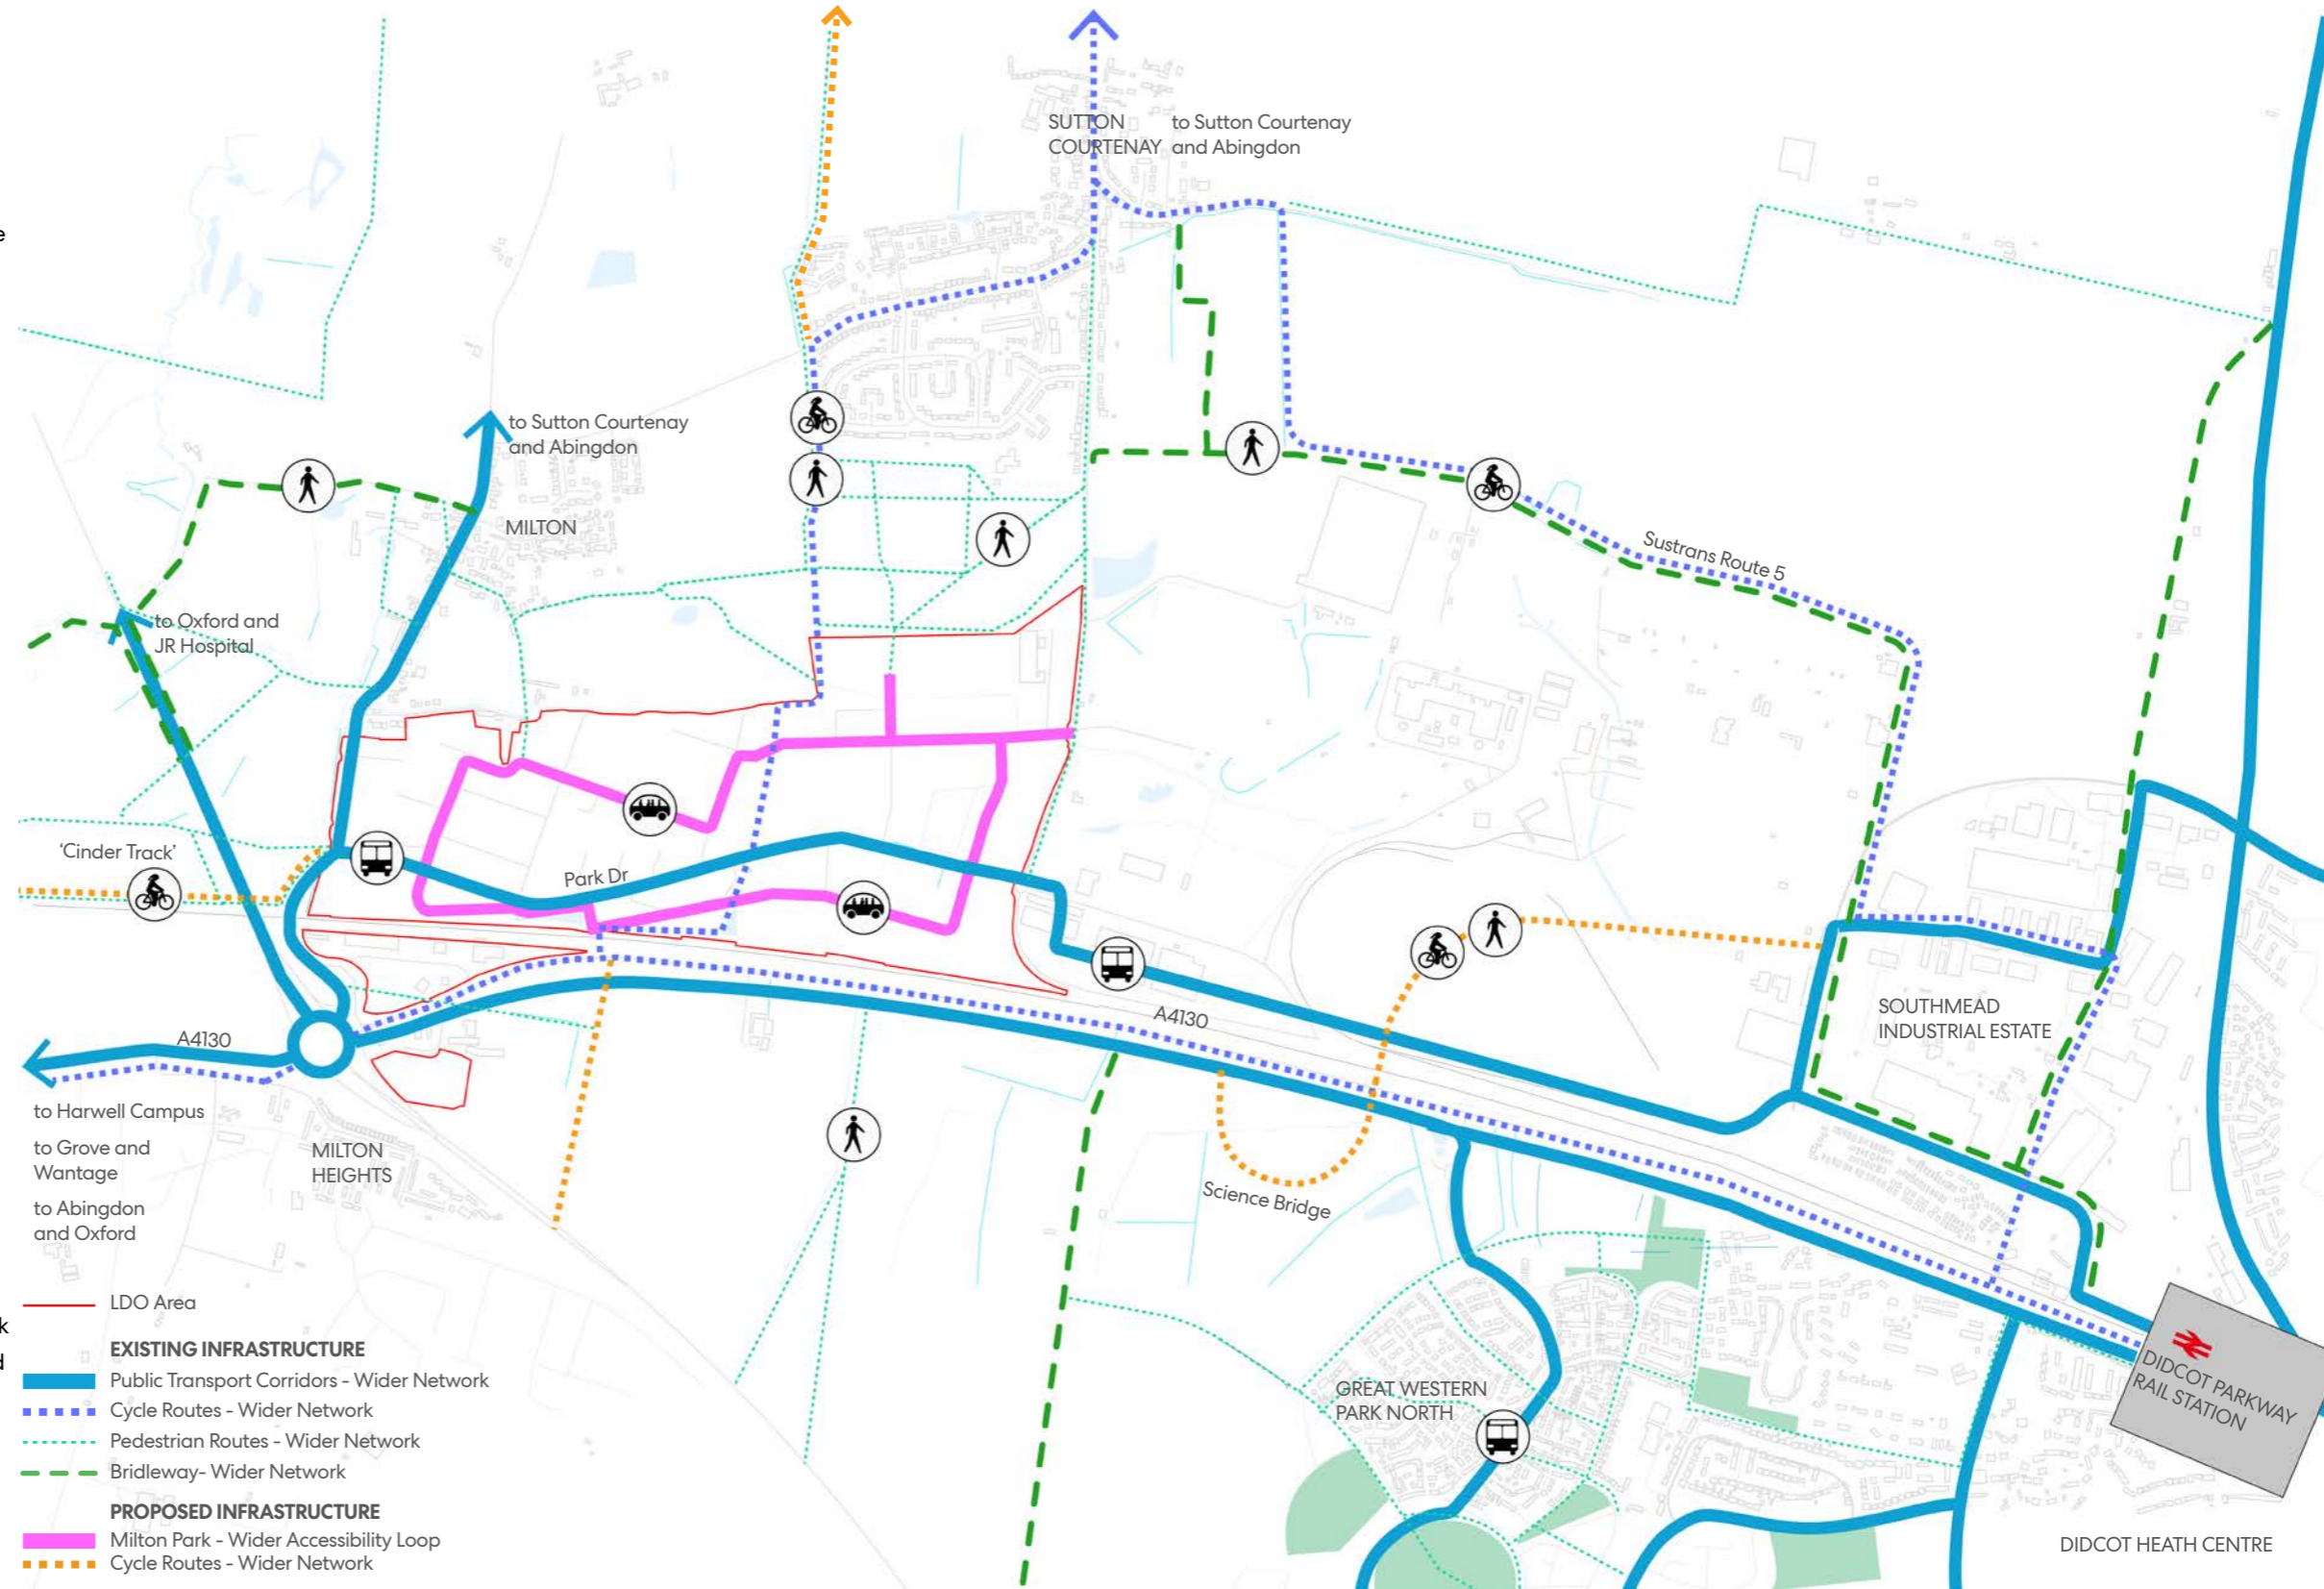 SUTTON
COURTENAY
to Sutton Courtenay
and Abingdon
e
to Sutton Courtenay
and Abingdon
MILTON
Sustrans Route 5
to Oxford and
JR Hospital
'Cinder Track'
Park Dr
A4130
A4130
SOUTHMEAD
INDUSTRIAL ESTATE
to Harwell Campus
to Grove and
Wantage
to Abingdon
and Oxford
MILTON
HEIGHTS
Science Bridge
GREAT WESTERN
PARK NORTH
DIDCOT PARKWAY
RAIL STATION
DIDCOT HEATH CENTRE
LDO Area
k
EXISTING INFRASTRUCTURE
d
Public Transport Corridors - Wider Network
Cycle Routes - Wider Network
Pedestrian Routes - Wider Network
Bridleway- Wider Network
PROPOSED INFRASTRUCTURE
Milton Park - Wider Accessibility Loop
Cycle Routes - Wider Network